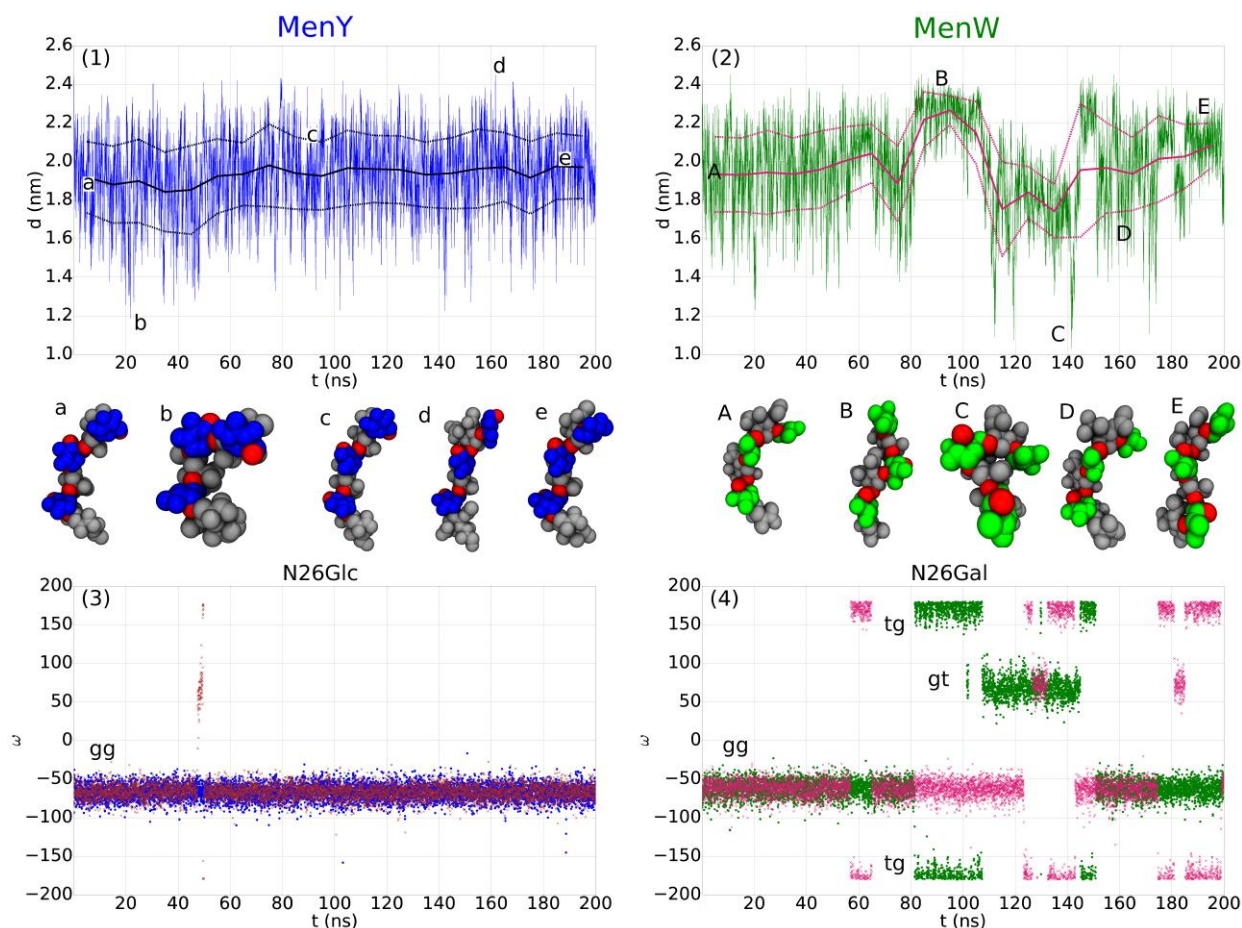 MenY
MenW
(1)
2.6
2.4
2.2
2.0
1.8
1.6
1.4
1.2
1.0
d (nm)
a
b
c
d
e
20 40 60 80 100 120 140 160 180 200
t (ns)
(2)
2.6
2.4
2.2
2.0
1.8
1.6
1.4
1.2
1.0
d (nm)
A
B
C
D
E
20 40 60 80 100 120 140 160 180 200
t (ns)
a b c d e
A B C D E
N26Glc
(3)
200
150
100
50
0
−50
−100
−150
−200
ω
gg
20 40 60 80 100 120 140 160 180 200
t (ns)
N26Gal
(4)
200
150
100
50
0
−50
−100
−150
−200
ω
tg
gt
gg
tg
20 40 60 80 100 120 140 160 180 200
t (ns)